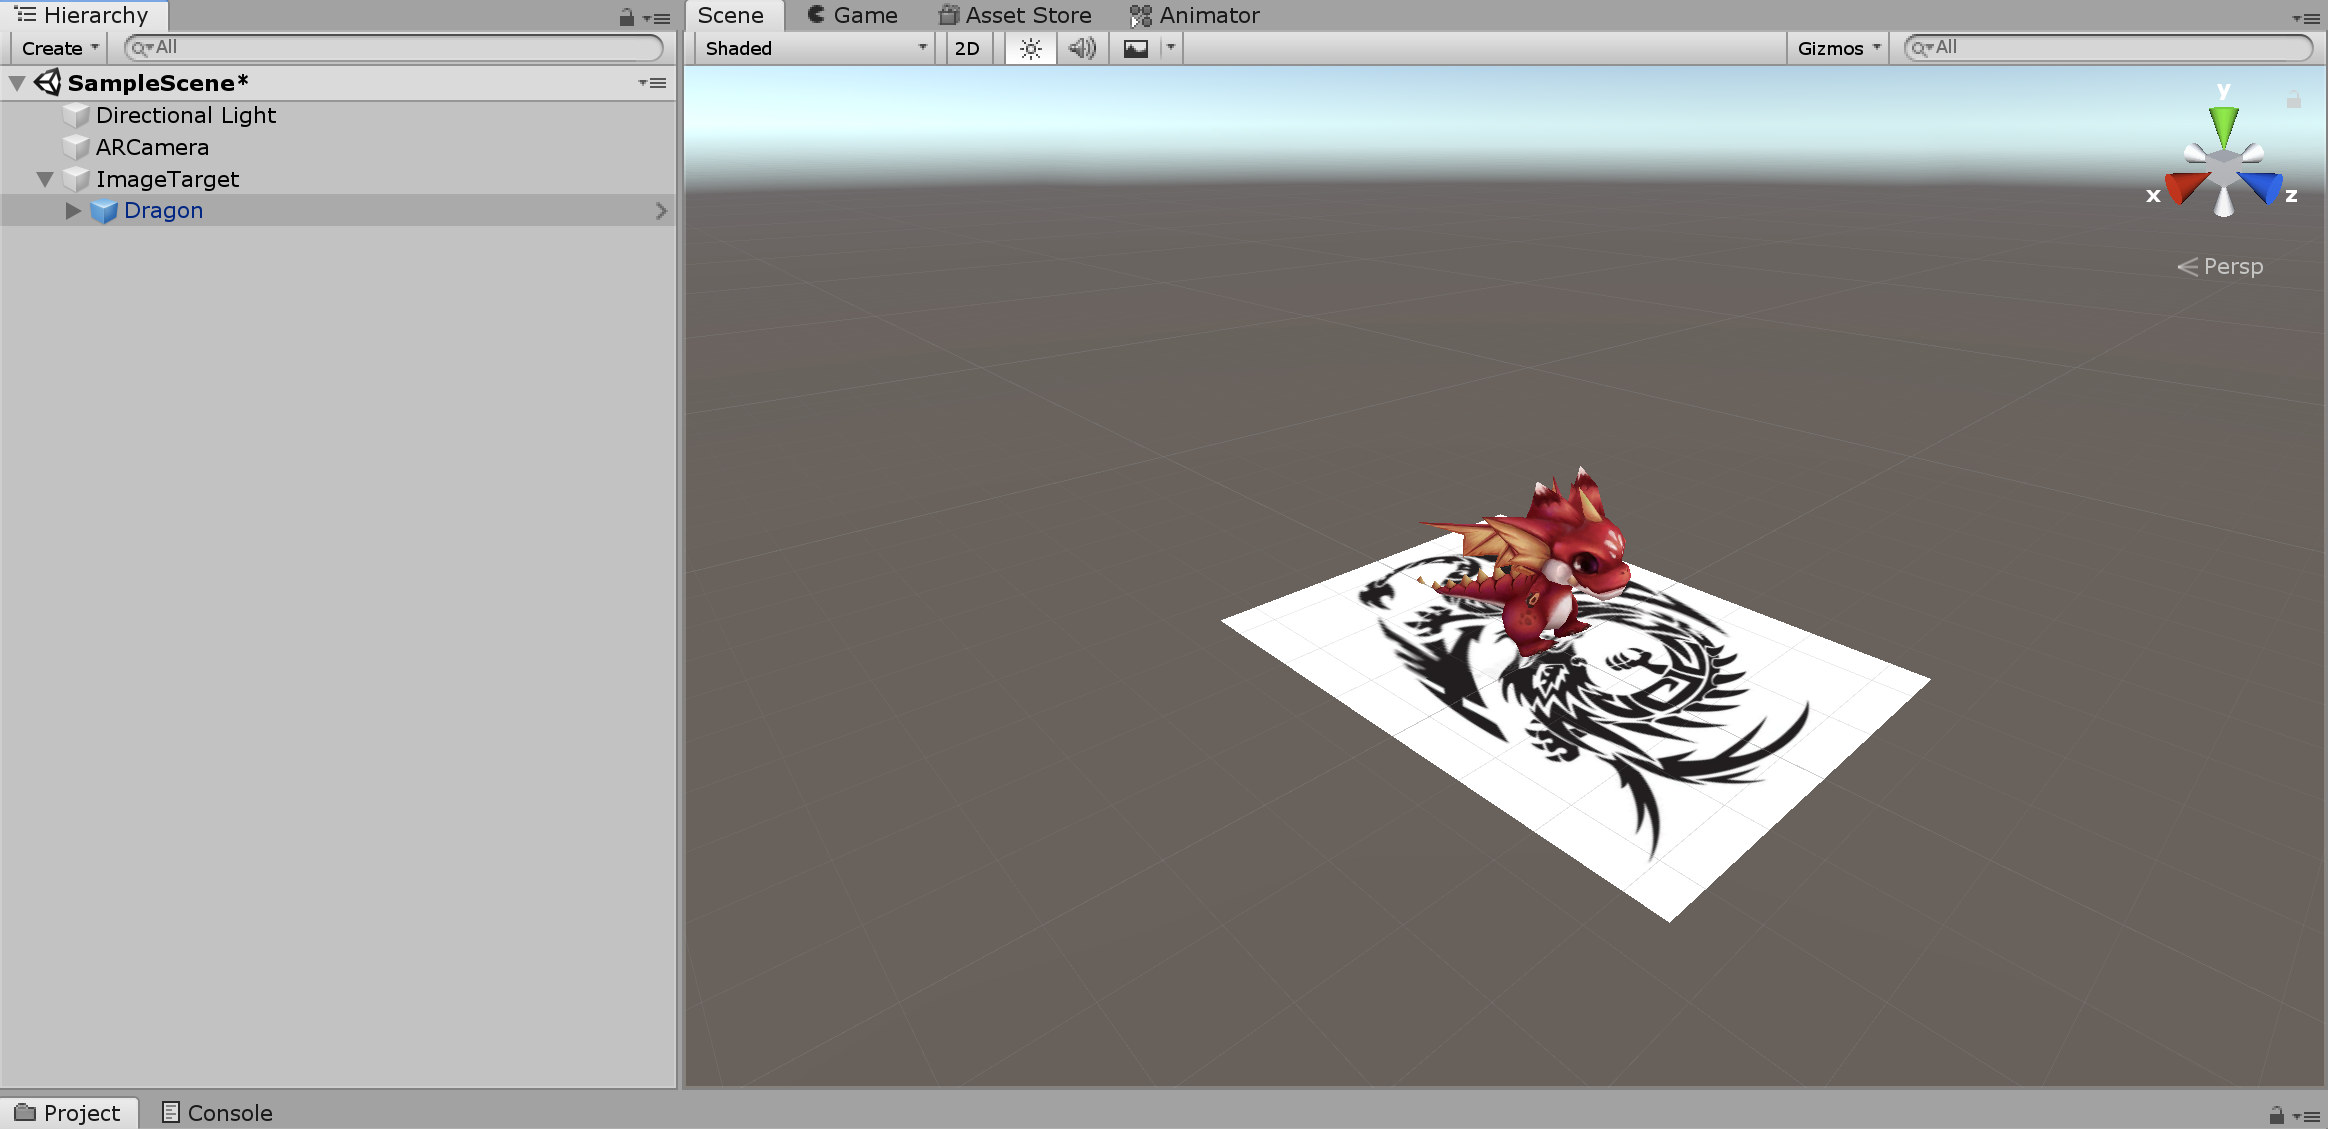 Hierarchy
Create
All
SampleScene*
Directional Light
ARCamera
ImageTarget
Dragon
Scene
Game
Asset Store
Animator
Shaded
2D
Gizmos
All
y
x
z
Persp
Project
Console